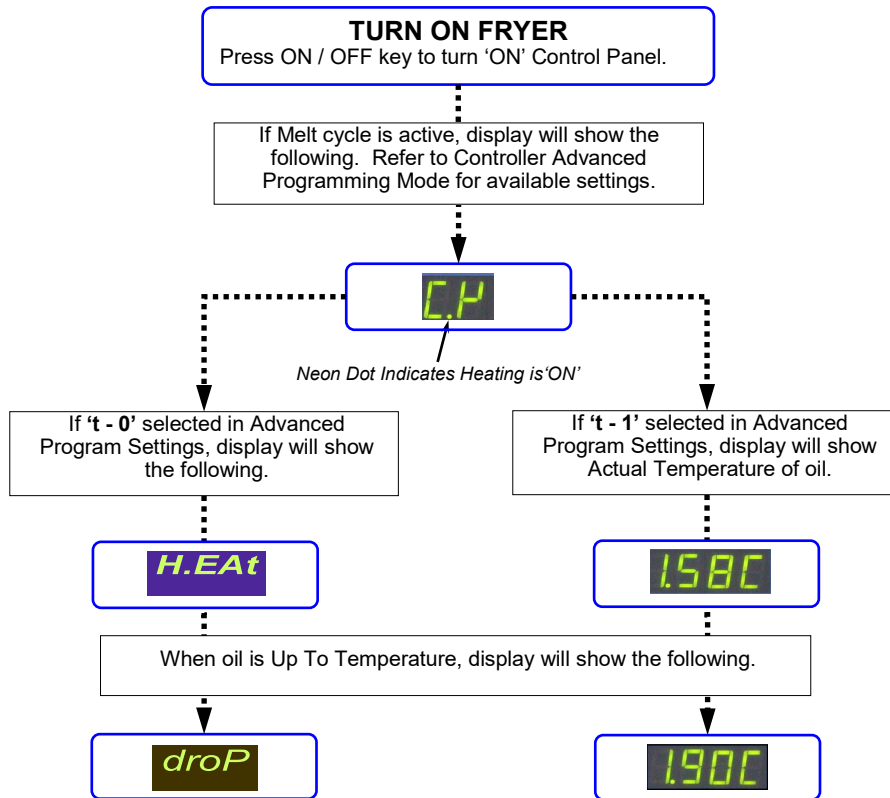 TURN ON FRYER
Press ON / OFF key to turn ‘ON’ Control Panel.
If Melt cycle is active, display will show the
following. Refer to Controller Advanced
Programming Mode for available settings.
C.Y
Neon Dot Indicates Heating is‘ON’
If ‘t - 0’ selected in Advanced
Program Settings, display will show
the following.
If ‘t - 1’ selected in Advanced
Program Settings, display will show
Actual Temperature of oil.
H.EAt
1.58C
When oil is Up To Temperature, display will show the following.
droP
1.90C